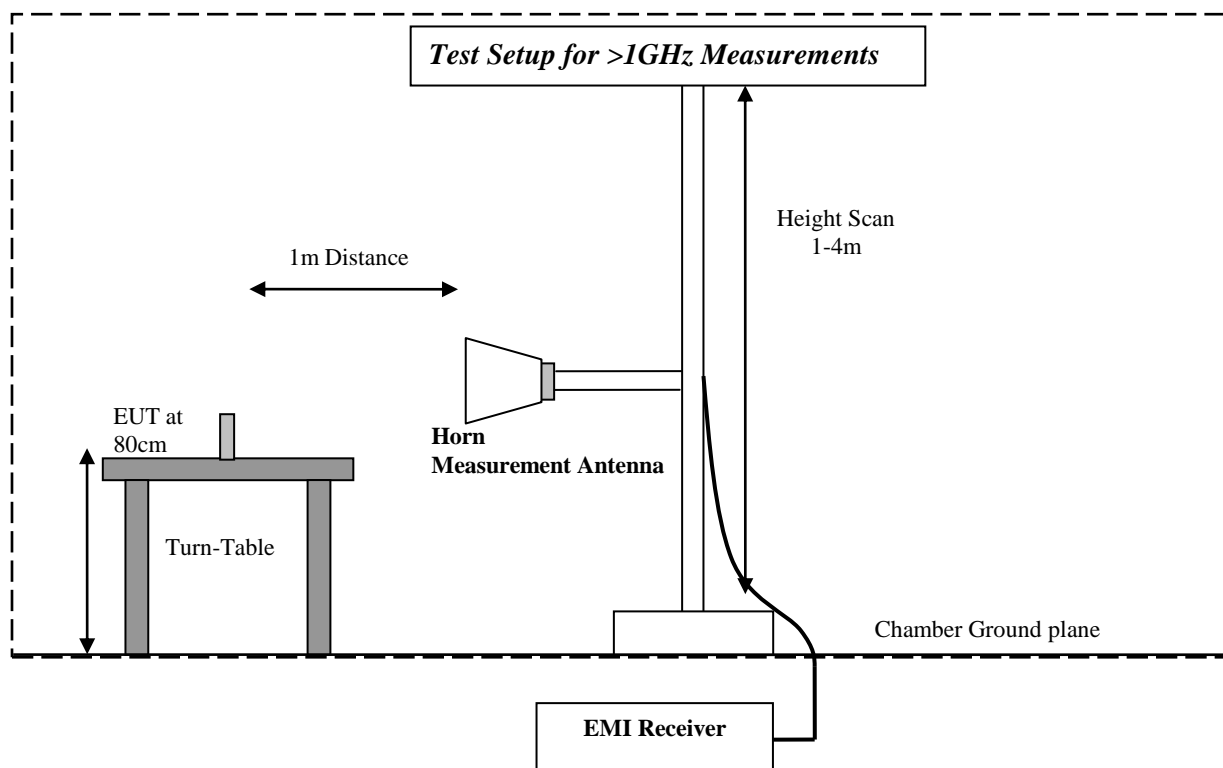 Test Setup for >1GHz Measurements
Height Scan
1-4m
1m Distance
EUT at
80cm
Horn
Measurement Antenna
Turn-Table
Chamber Ground plane
EMI Receiver